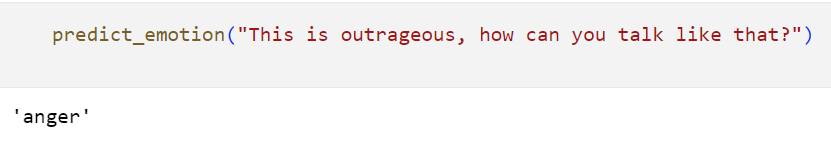 predict_emotion("This is outrageous, how can you talk like that?")
'anger'